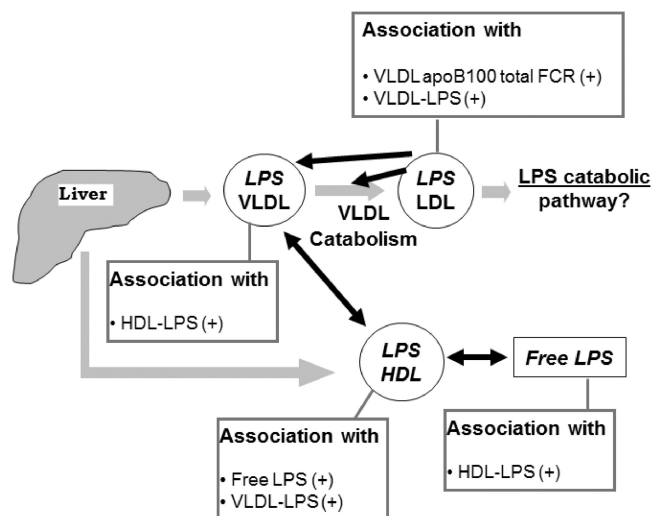 Association with
• VLDL apoB100 total FCR (+)
• VLDL-LPS (+)
Liver
LPS
VLDL
VLDL
Catabolism
LPS
LDL
LPS catabolic
pathway?
Association with
• HDL-LPS (+)
LPS
HDL
Free LPS
Association with
• Free LPS (+)
• VLDL-LPS (+)
Association with
• HDL-LPS (+)